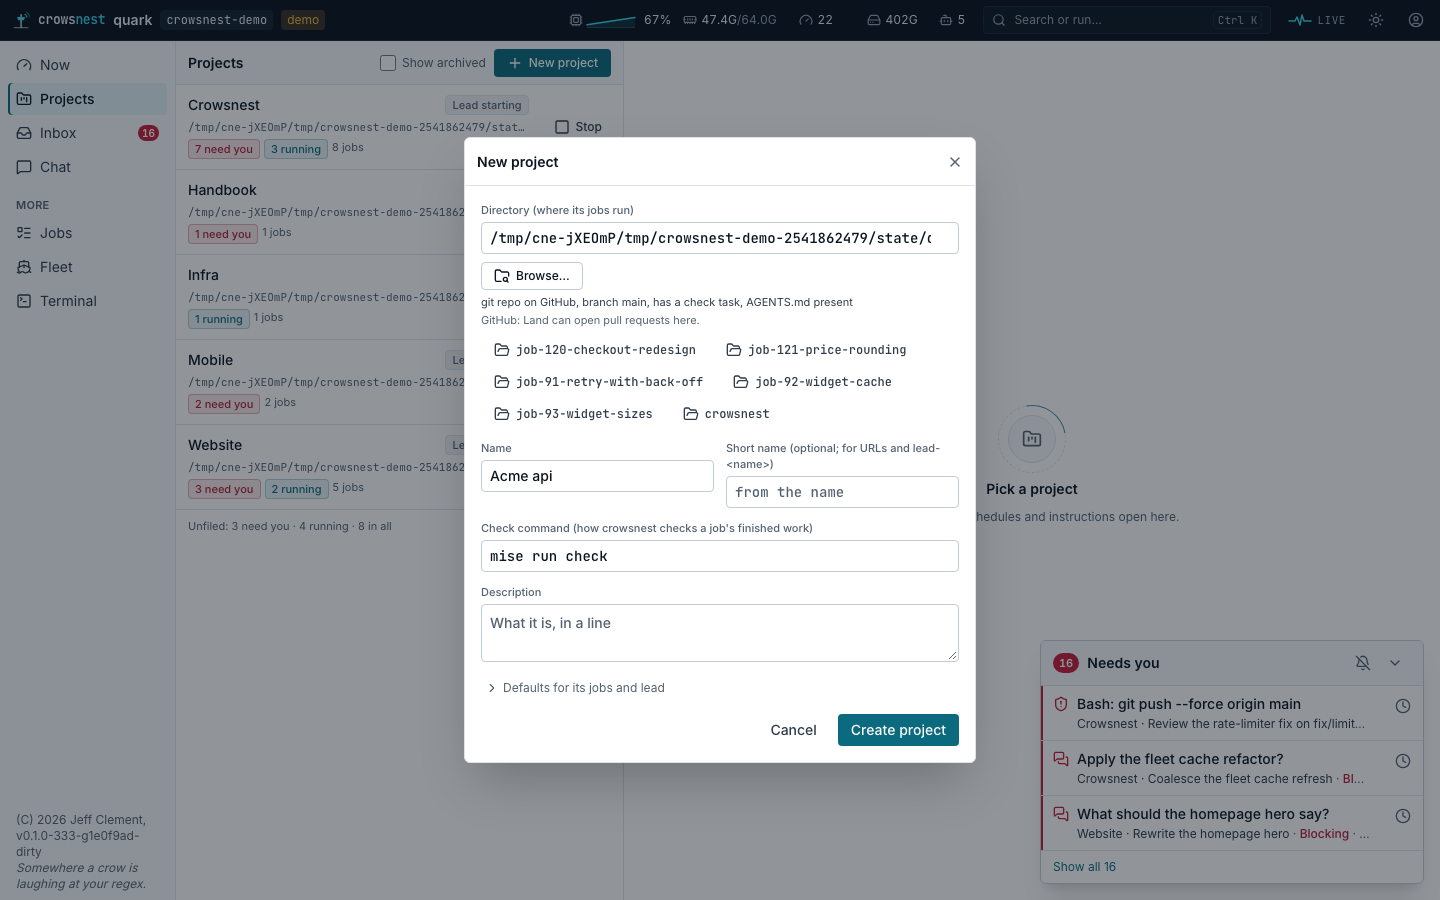 crowsnest quark crowsnest-demo demo 67% 47.4G/64.0G 22 402G 5 Search or run... Ctrl K LIVE
Now
Projects
Inbox 16
Chat
MORE
Jobs
Fleet
Terminal
(C) 2026 Jeff Clement,
v0.1.0-333-g1e0f9ad-
dirty
Somewhere a crow is
laughing at your regex.
Projects Show archived New project
Crowsnest Lead starting
/tmp/cne-jXEOmP/tmp/crowsnest-demo-2541862479/stat… Stop
7 need you 3 running 8 jobs
Handbook
/tmp/cne-jXEOmP/tmp/crowsnest-demo-254186
1 need you 1 jobs
Infra
/tmp/cne-jXEOmP/tmp/crowsnest-demo-254186
1 running 1 jobs
Mobile Le
/tmp/cne-jXEOmP/tmp/crowsnest-demo-254186
2 need you 2 jobs
Website Le
/tmp/cne-jXEOmP/tmp/crowsnest-demo-254186
3 need you 2 running 5 jobs
Unfiled: 3 need you · 4 running · 8 in all
New project
Directory (where its jobs run)
/tmp/cne-jXEOmP/tmp/crowsnest-demo-2541862479/state/
Browse...
git repo on GitHub, branch main, has a check task, AGENTS.md present
GitHub: Land can open pull requests here.
job-120-checkout-redesign job-121-price-rounding
job-91-retry-with-back-off job-92-widget-cache
job-93-widget-sizes crowsnest
Name
Acme api
Short name (optional; for URLs and lead-
<name>)
from the name
Check command (how crowsnest checks a job's finished work)
mise run check
Description
What it is, in a line
Defaults for its jobs and lead
Cancel Create project
Pick a project
hedules and instructions open here.
16 Needs you
Bash: git push --force origin main
Crowsnest · Review the rate-limiter fix on fix/limit…
Apply the fleet cache refactor?
Crowsnest · Coalesce the fleet cache refresh · Bl…
What should the homepage hero say?
Website · Rewrite the homepage hero · Blocking · …
Show all 16